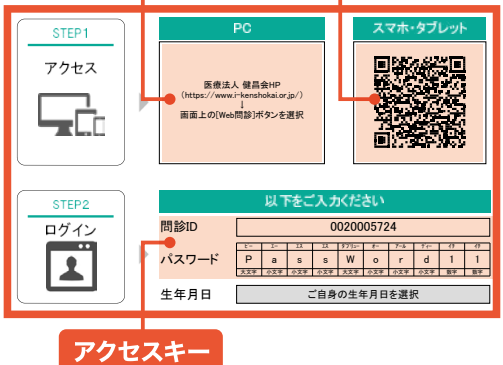 STEP1
アクセス
PC
医療法人 健昌会HP
(https://www.i-kenshokai.or.jp/)
↓
画面上の[Web問診]ボタンを選択
スマホ・タブレット
STEP2
ログイン
以下をご入力ください
問診ID
0020005724
パスワード
ピー エー エス エス ダブリュー オー アール ディー イチ イチ
P a s s W o r d 1 1
大文字 小文字 小文字 小文字 大文字 小文字 小文字 小文字 数字 数字
生年月日
ご自身の生年月日を選択
アクセスキー